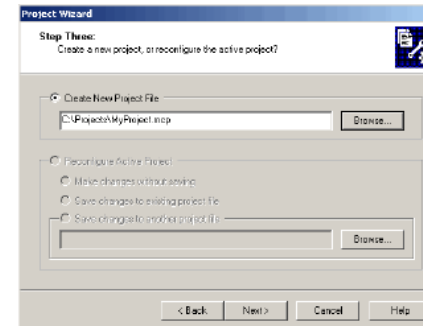 Project Wizard
Step Three:
Create a new project, or reconfigure the active project?
Create New Project File
C:\Projects\MyProject.mcp
Browse...
Reconfigure Active Project
Make changes without saving
Save changes to existing project file
Save changes to another project file
Browse...
< Back
Next >
Cancel
Help